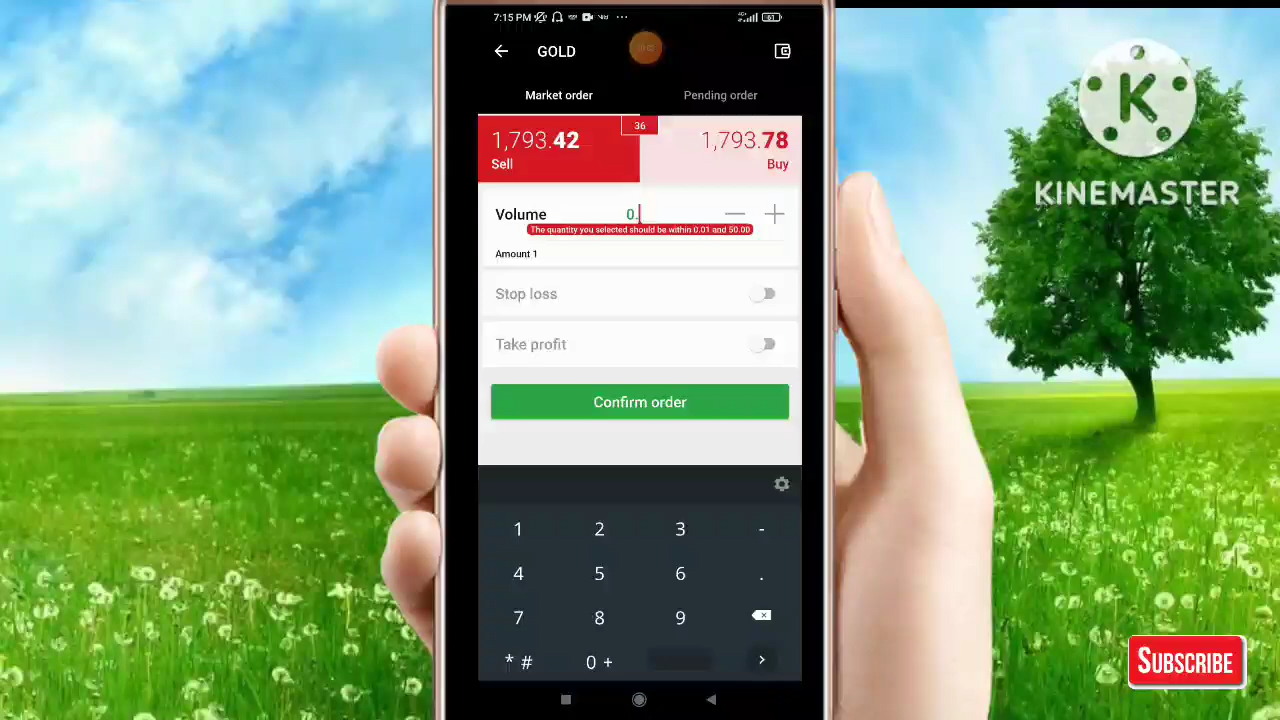 7:15 PM
GOLD
Market order
Pending order
36
1,793.42
1,793.78
Sell
Buy
Volume
0.
The quantity you selected should be within 0.01 and 50.00
Amount 1
Stop loss
Take profit
Confirm order
1 2 3 -
4 5 6 .
7 8 9
* # 0 +
K
KINEMASTER
SUBSCRIBE